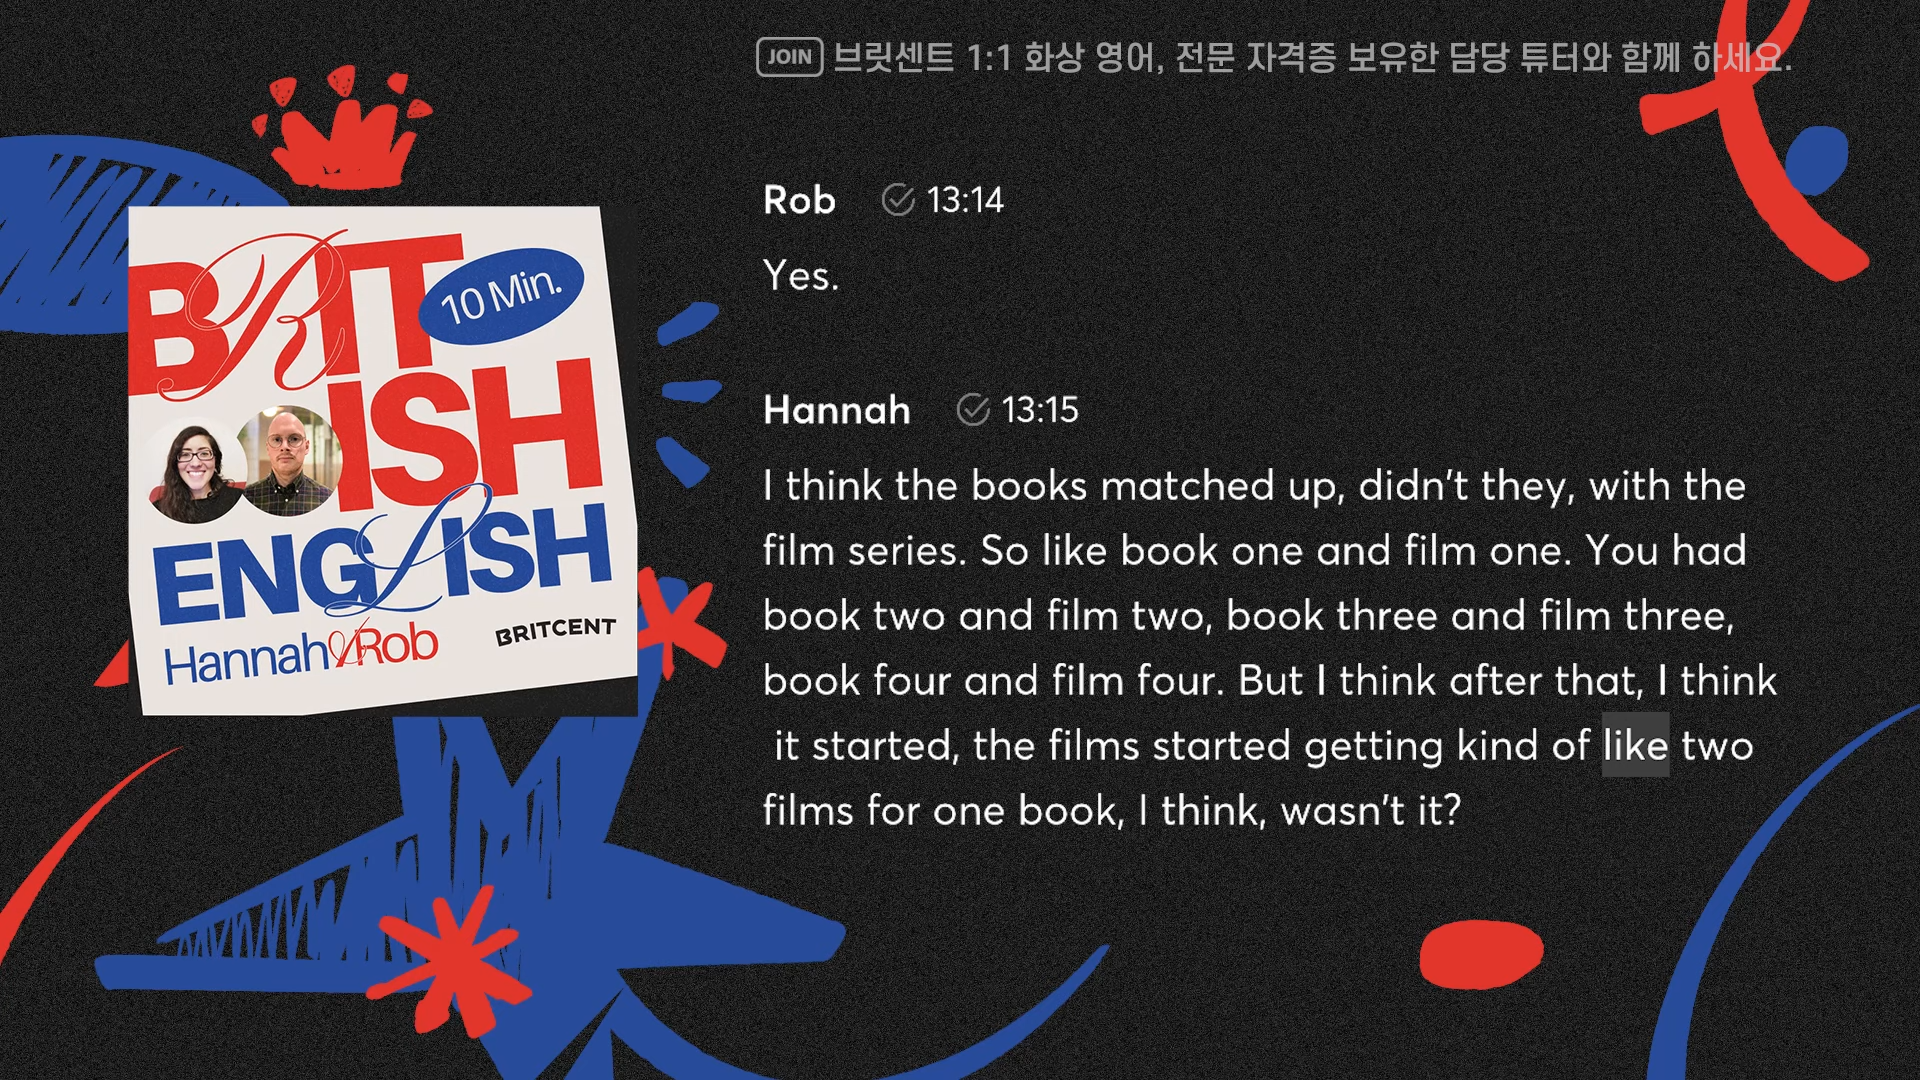 JOIN 브릿센트 1:1 화상 영어, 전문 자격증 보유한 담당 튜터와 함께 하세요.
BRIT
10 Min.
ISH
ENGLISH
Hannah & Rob
BRITCENT
Rob 13:14
Yes.
Hannah 13:15
I think the books matched up, didn't they, with the
film series. So like book one and film one. You had
book two and film two, book three and film three,
book four and film four. But I think after that, I think
it started, the films started getting kind of like two
films for one book, I think, wasn't it?